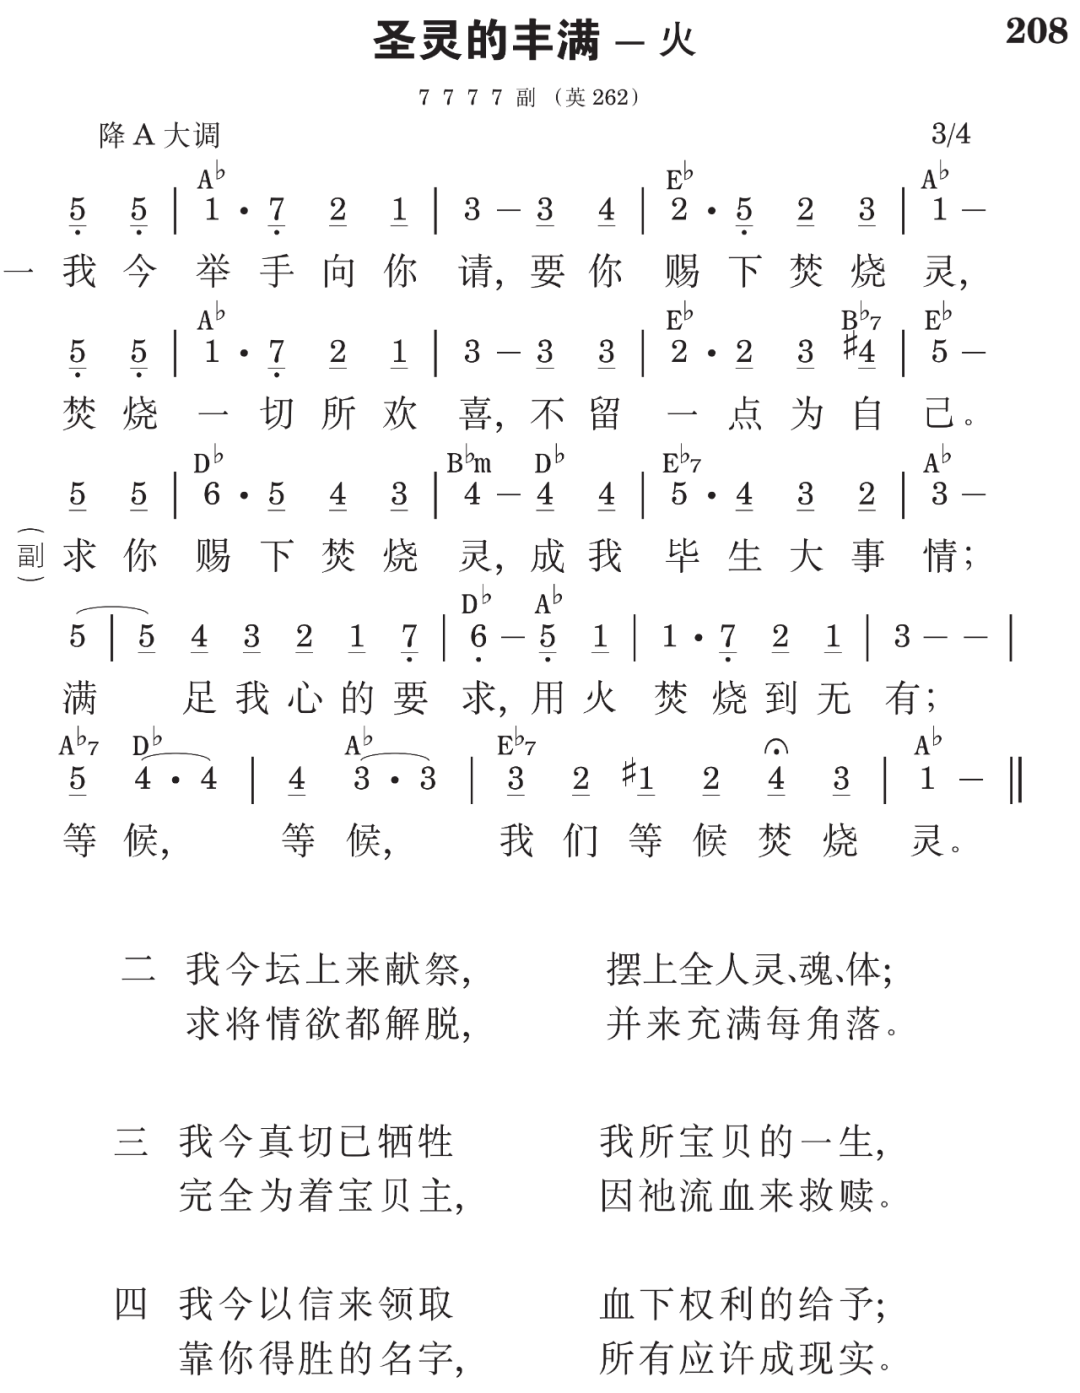 圣灵的丰满 — 火 208
7 7 7 7 副 （英 262）
降 A 大调 3/4
A♭ E♭ A♭
5 5 | 1 · 7 2 1 | 3 – 3 4 | 2 · 5 2 3 | 1 –
一 我 今 举 手 向 你 请, 要 你 赐 下 焚 烧 灵,
A♭ E♭ B♭7 E♭
5 5 | 1 · 7 2 1 | 3 – 3 3 | 2 · 2 3 ♯4 | 5 –
焚 烧 一 切 所 欢 喜, 不 留 一 点 为 自 己。
D♭ B♭m D♭ E♭7 A♭
5 5 | 6 · 5 4 3 | 4 – 4 4 | 5 · 4 3 2 | 3 –
（副） 求 你 赐 下 焚 烧 灵, 成 我 毕 生 大 事 情;
D♭ A♭
5 | 5 4 3 2 1 7 | 6 – 5 1 | 1 · 7 2 1 | 3 – – |
满 足 我 心 的 要 求, 用 火 焚 烧 到 无 有;
A♭7 D♭ A♭ E♭7 A♭
5 4 · 4 | 4 3 · 3 | 3 2 ♯1 2 4 3 | 1 – ‖
等 候, 等 候, 我 们 等 候 焚 烧 灵。
二 我今坛上来献祭, 摆上全人灵、魂、体;
求将情欲都解脱, 并来充满每角落。
三 我今真切已牺牲 我所宝贝的一生,
完全为着宝贝主, 因祂流血来救赎。
四 我今以信来领取 血下权利的给予;
靠你得胜的名字, 所有应许成现实。